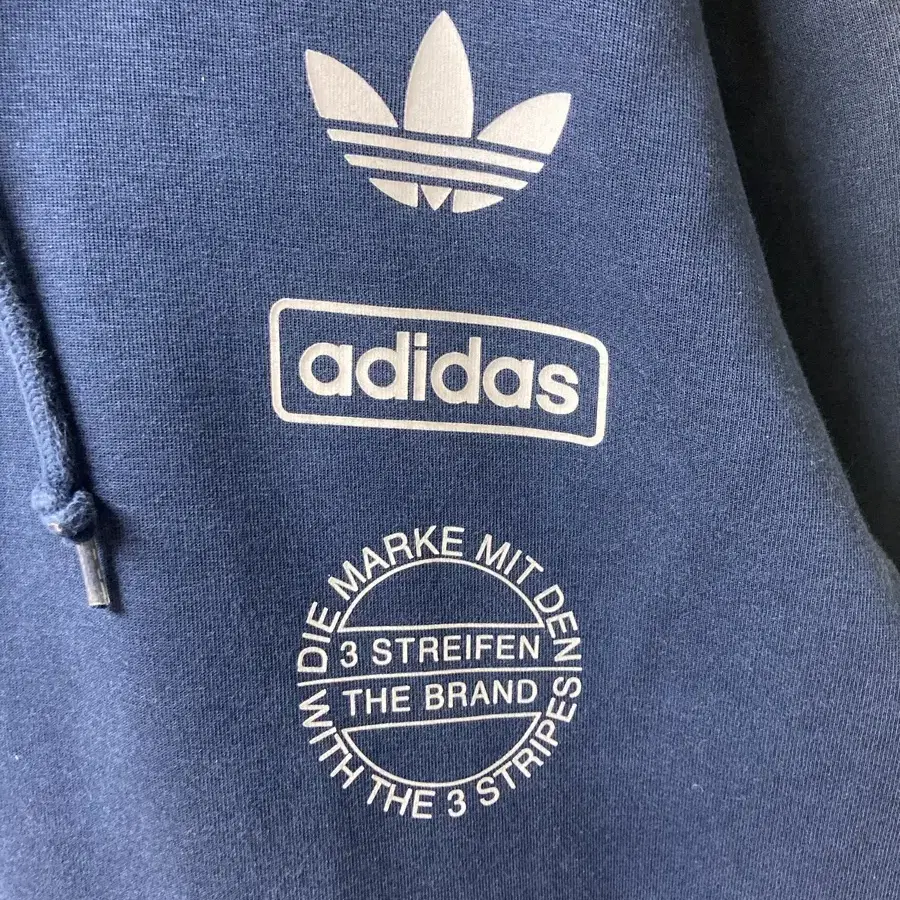 adidas
DIE MARKE MIT DEN
3 STREIFEN
THE BRAND
WITH THE 3 STRIPES